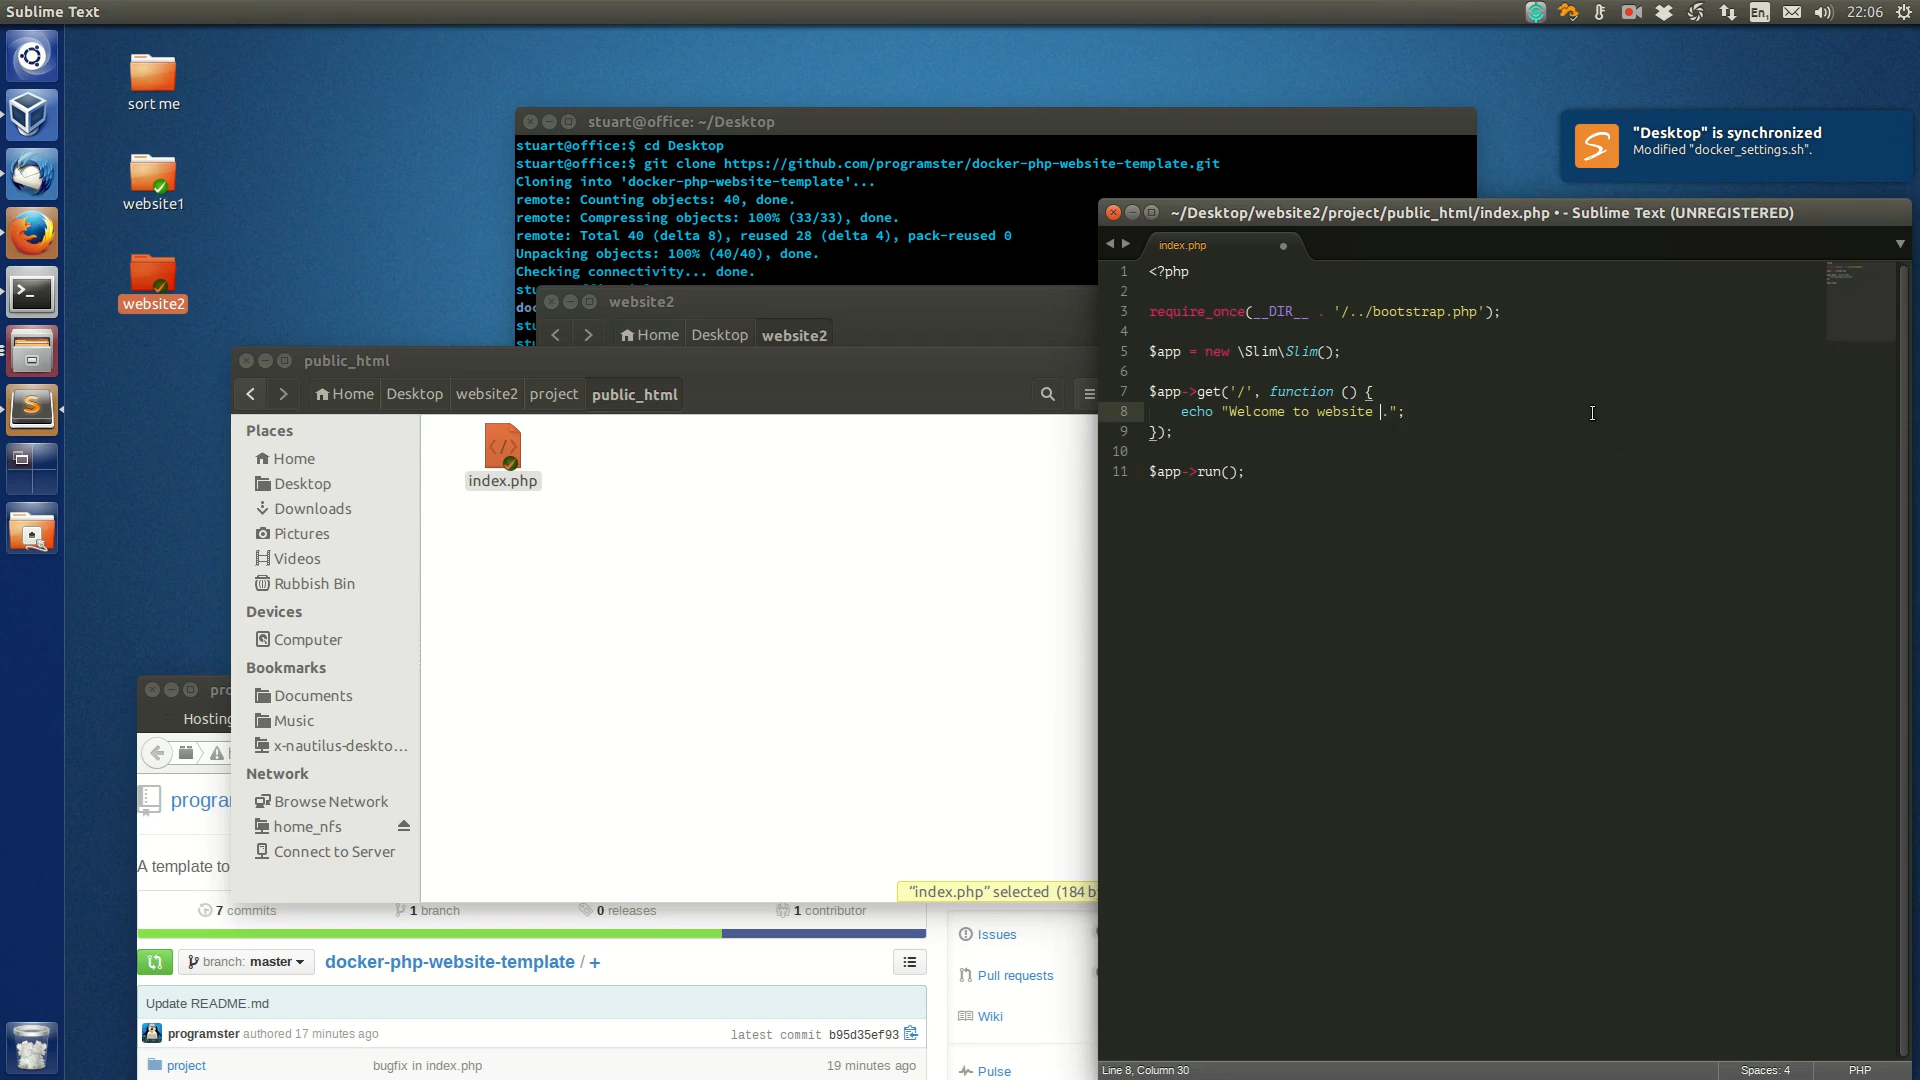 Sublime Text
En1
22:06
sort me
website1
website2
stuart@office: ~/Desktop
stuart@office:$ cd Desktop
stuart@office:$ git clone https://github.com/programster/docker-php-website-template.git
Cloning into 'docker-php-website-template'...
remote: Counting objects: 40, done.
remote: Compressing objects: 100% (33/33), done.
remote: Total 40 (delta 8), reused 28 (delta 4), pack-reused 0
Unpacking objects: 100% (40/40), done.
Checking connectivity... done.
stu
doc
stu
stu
"Desktop" is synchronized
Modified "docker_settings.sh".
website2
Home Desktop website2
public_html
Home Desktop website2 project public_html
Places
Home
Desktop
Downloads
Pictures
Videos
Rubbish Bin
Devices
Computer
Bookmarks
Documents
Music
x-nautilus-deskto...
Network
Browse Network
home_nfs
Connect to Server
index.php
"index.php" selected (184 b
~/Desktop/website2/project/public_html/index.php • - Sublime Text (UNREGISTERED)
index.php
1 <?php
2
3 require_once(__DIR__ . '/../bootstrap.php');
4
5 $app = new \Slim\Slim();
6
7 $app->get('/', function () {
8 echo "Welcome to website .";
9 });
10
11 $app->run();
Line 8, Column 30
Spaces: 4
PHP
pro
Hosting
progra
A template to
7 commits
1 branch
0 releases
1 contributor
branch: master
docker-php-website-template / +
Update README.md
programster authored 17 minutes ago
latest commit b95d35ef93
project
bugfix in index.php
19 minutes ago
Issues
Pull requests
Wiki
Pulse